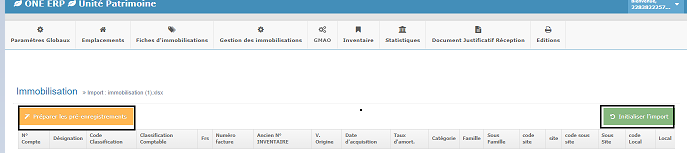 ONE ERP Unité Patrimoine
Bienvenue,
Paramètres Globaux Emplacements Fiches d'immobilisations Gestion des immobilisations GMAO Inventaire Statistiques Document Justificatif Réception Editions
Immobilisation » Import : immobilisation (1).xlsx
Préparer les pré-enregistrements Initialiser l'import
N° Compte Désignation Code Classification Classification Comptable Frs Numéro facture Ancien N° INVENTAIRE V. Origine Date d'acquisition Taux d'amort. Catégorie Famille Sous Famille code site site code sous site Sous Site code Local Local